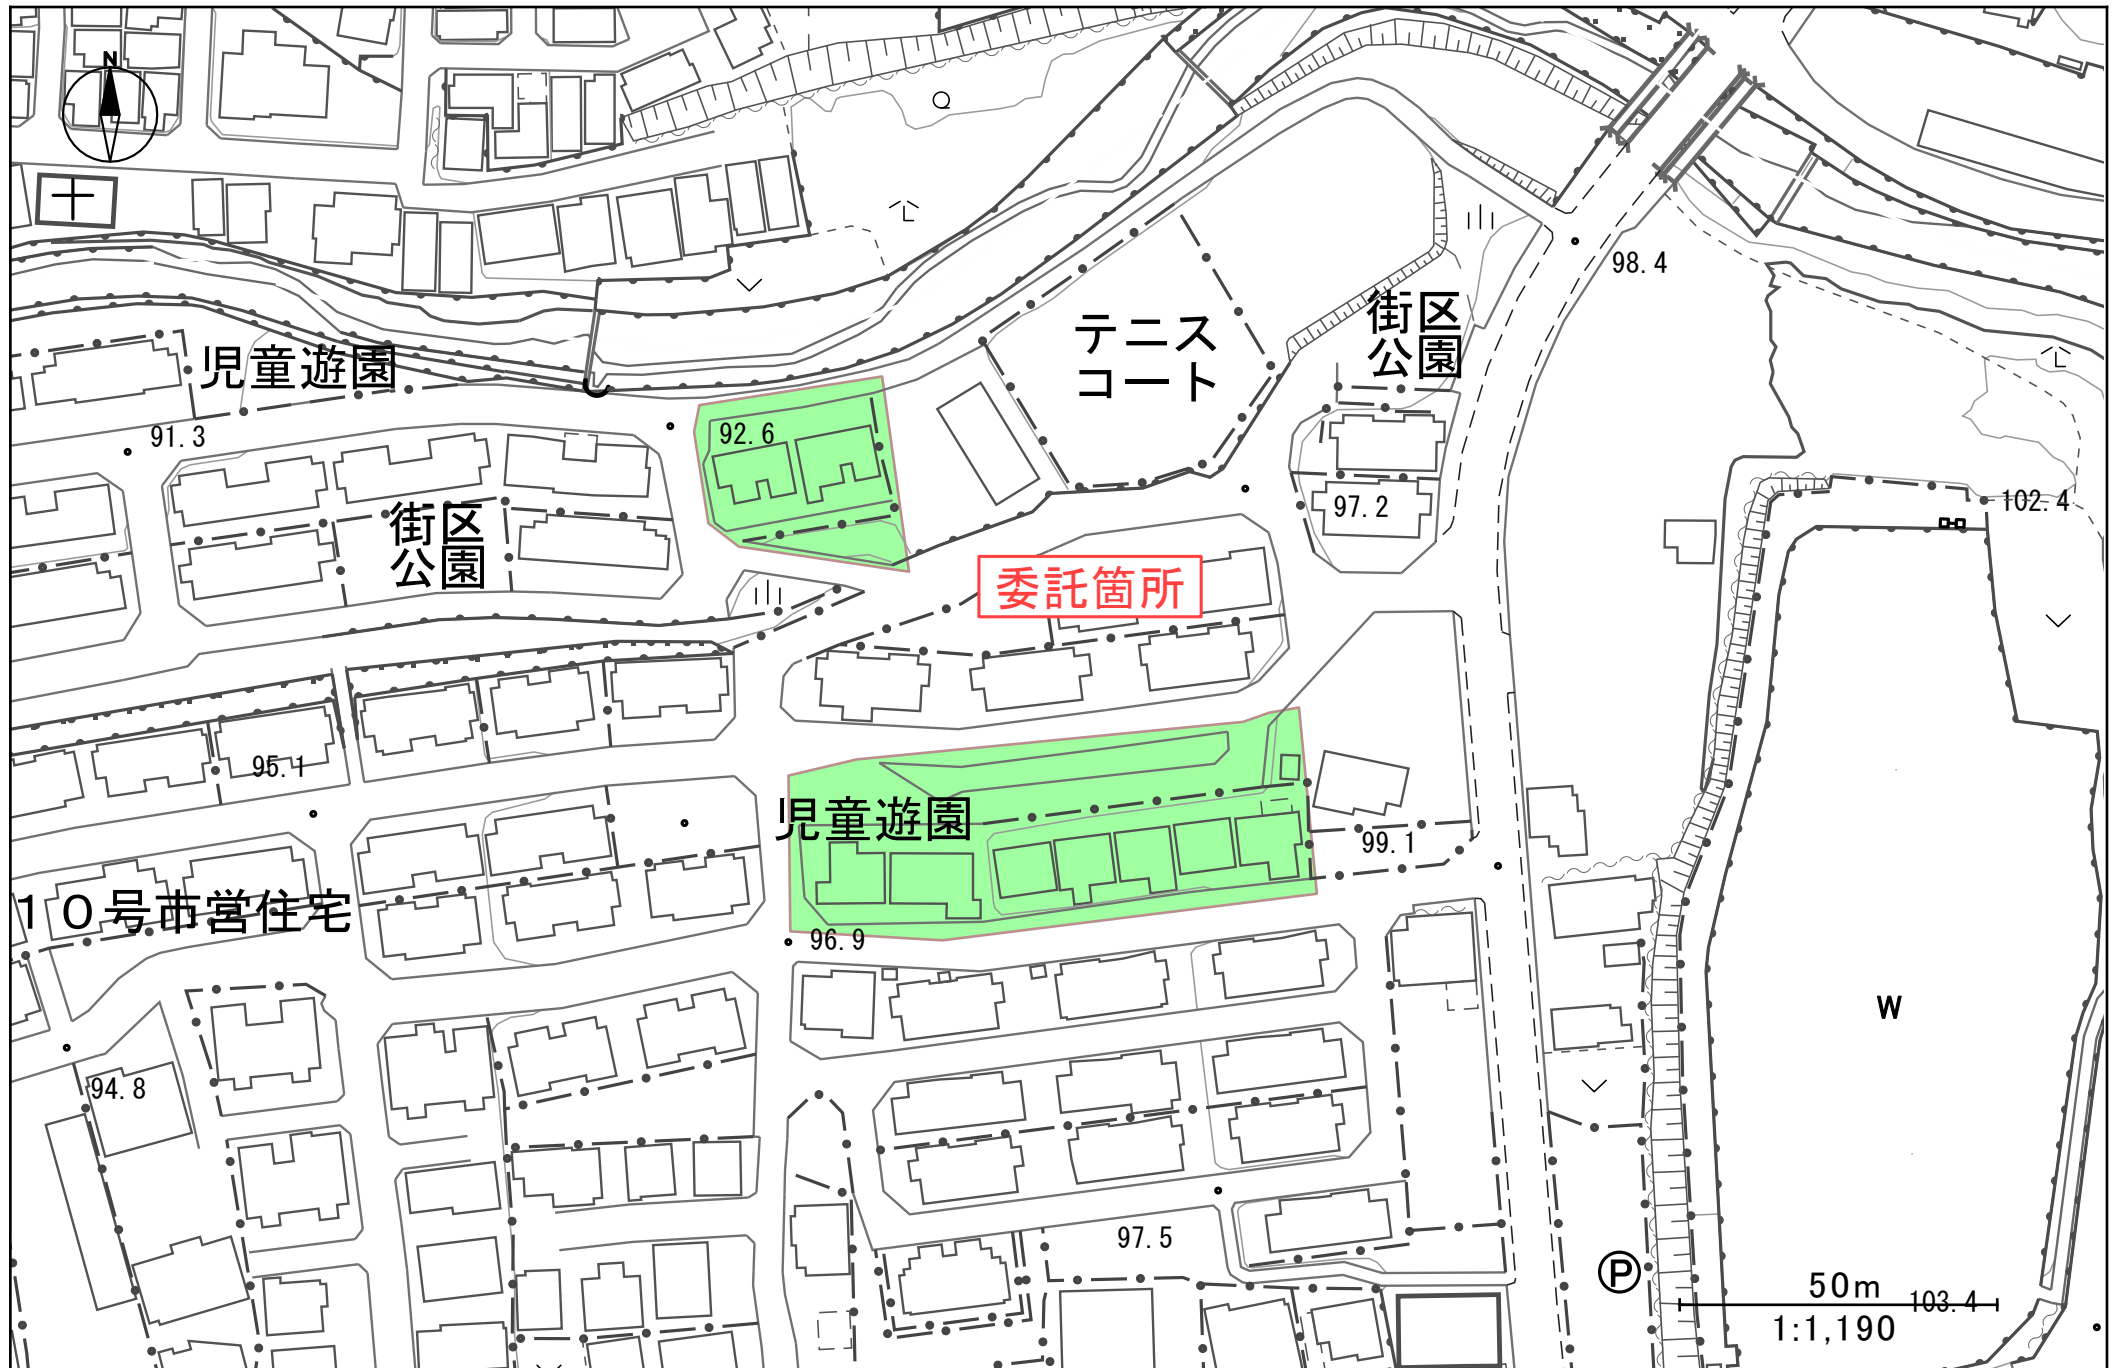 N
98.4
テニス
コート
街区
公園
児童遊園
91.3
92.6
97.2
102.4
街区
公園
委託箇所
95.1
児童遊園
99.1
１０号市営住宅
96.9
W
94.8
97.5
P
50m
103.4
1:1,190